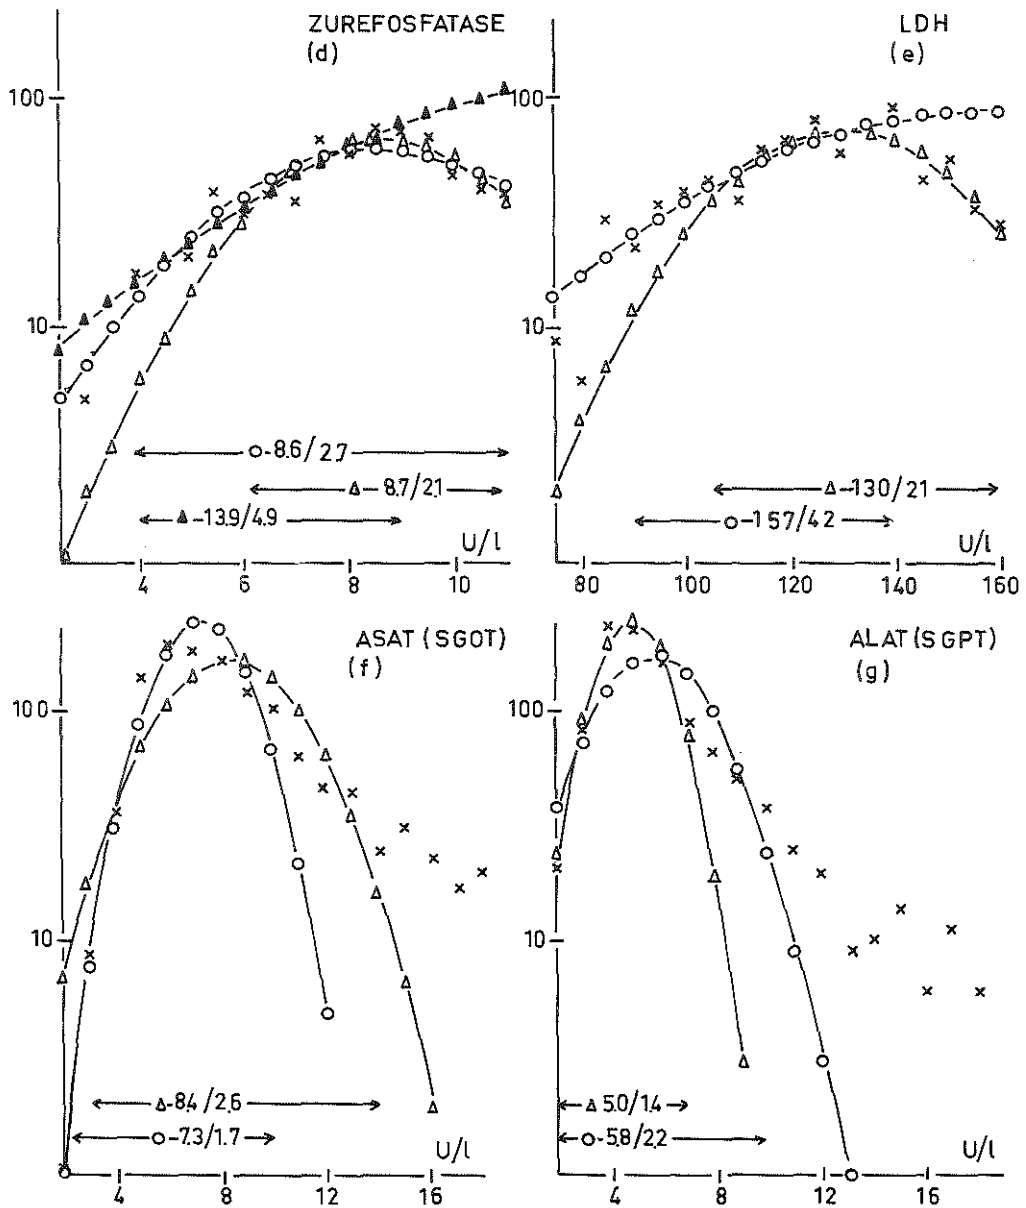 ZUREFOSFATASE
(d)
100
10
8.6/2.7
8.7/2.1
13.9/4.9
U/l
4 6 8 10
LDH
(e)
100
130/21
157/42
U/l
80 100 120 140 160
ASAT (SGOT)
(f)
100
10
8.4/2.6
7.3/1.7
U/l
4 8 12 16
ALAT (SGPT)
(g)
100
10
5.0/1.4
5.8/2.2
U/l
4 8 12 16
10